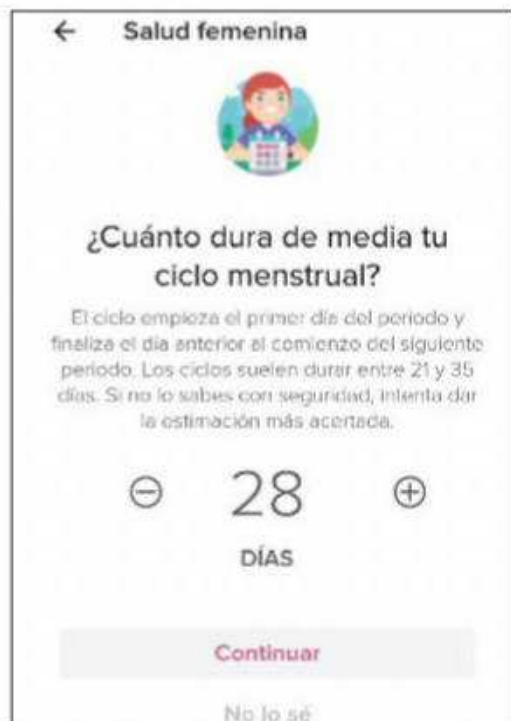 Salud femenina
¿Cuánto dura de media tu
ciclo menstrual?
El ciclo empieza el primer día del periodo y
finaliza el día anterior al comienzo del siguiente
periodo. Los ciclos suelen durar entre 21 y 35
días. Si no lo sabes con seguridad, intenta dar
la estimación más acertada.
28
DÍAS
Continuar
No lo sé